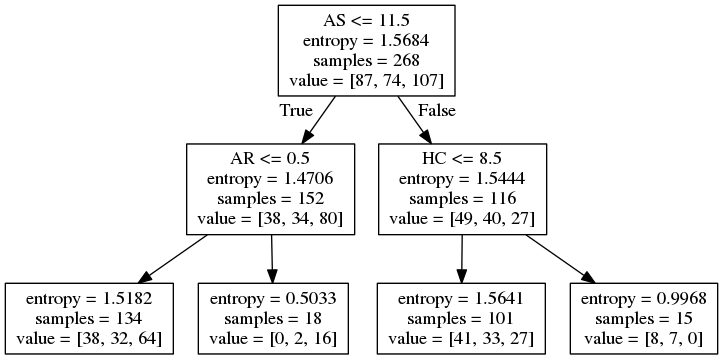 AS <= 11.5
entropy = 1.5684
samples = 268
value = [87, 74, 107]
True
False
AR <= 0.5
entropy = 1.4706
samples = 152
value = [38, 34, 80]
HC <= 8.5
entropy = 1.5444
samples = 116
value = [49, 40, 27]
entropy = 1.5182
samples = 134
value = [38, 32, 64]
entropy = 0.5033
samples = 18
value = [0, 2, 16]
entropy = 1.5641
samples = 101
value = [41, 33, 27]
entropy = 0.9968
samples = 15
value = [8, 7, 0]